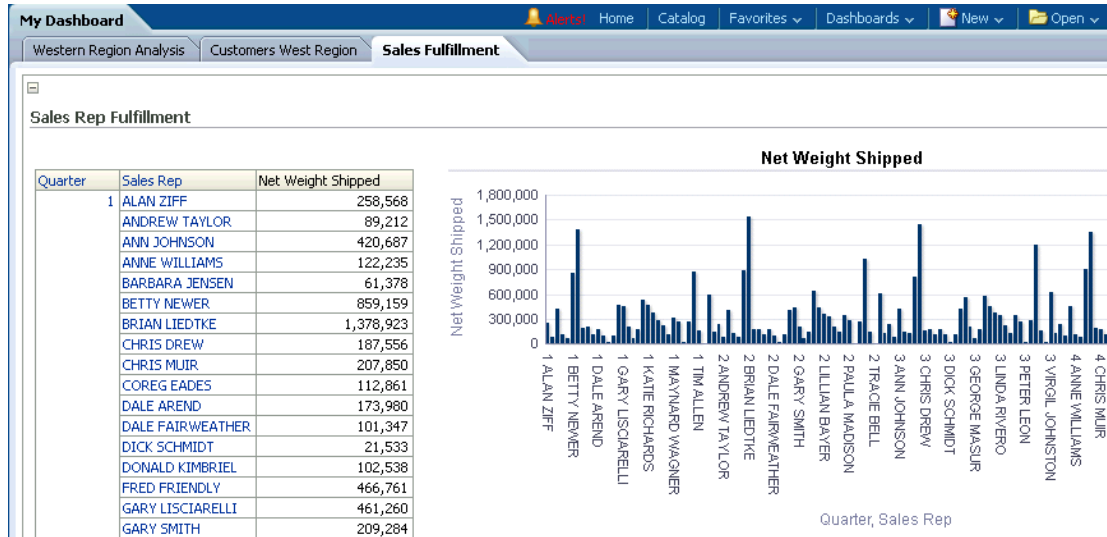 My Dashboard
Alerts! Home Catalog Favorites Dashboards New Open
Western Region Analysis Customers West Region Sales Fulfillment
Sales Rep Fulfillment
Quarter Sales Rep Net Weight Shipped
1 ALAN ZIFF 258,568
ANDREW TAYLOR 89,212
ANN JOHNSON 420,687
ANNE WILLIAMS 122,235
BARBARA JENSEN 61,378
BETTY NEWER 859,159
BRIAN LIEDTKE 1,378,923
CHRIS DREW 187,556
CHRIS MUIR 207,850
COREG EADES 112,861
DALE AREND 173,980
DALE FAIRWEATHER 101,347
DICK SCHMIDT 21,533
DONALD KIMBRIEL 102,538
FRED FRIENDLY 466,761
GARY LISCIARELLI 461,260
GARY SMITH 209,284
Net Weight Shipped
Net Weight Shipped
1,800,000
1,500,000
1,200,000
900,000
600,000
300,000
0
1 ALAN ZIFF
1 BETTY NEWER
1 DALE AREND
1 GARY LISCIARELLI
1 KATIE RICHARDS
1 MAYNARD WAGNER
1 TIM ALLEN
2 ANDREW TAYLOR
2 BRIAN LIEDTKE
2 DALE FAIRWEATHER
2 GARY SMITH
2 LILLIAN BAYER
2 PAULA MADISON
2 TRACIE BELL
3 ANN JOHNSON
3 CHRIS DREW
3 DICK SCHMIDT
3 GEORGE MASUR
3 LINDA RIVERO
3 PETER LEON
3 VIRGIL JOHNSTON
4 ANNE WILLIAMS
4 CHRIS MUIR
Quarter, Sales Rep